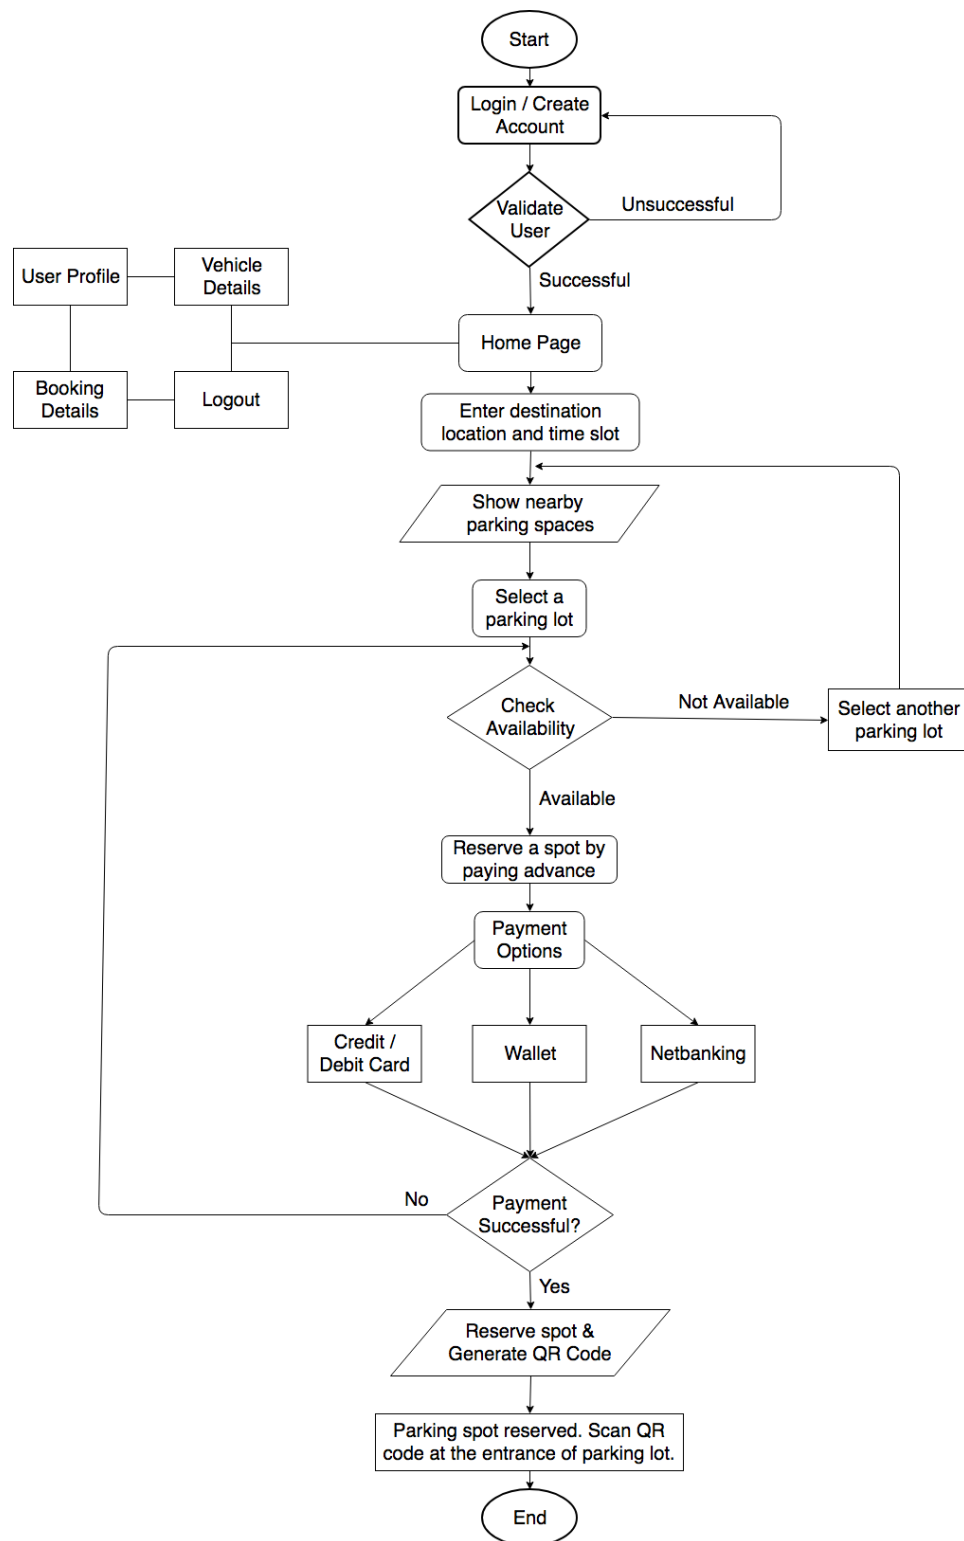 Start
Login / Create
Account
Validate
User
Unsuccessful
Successful
User Profile
Vehicle
Details
Booking
Details
Logout
Home Page
Enter destination
location and time slot
Show nearby
parking spaces
Select a
parking lot
Check
Availability
Not Available
Select another
parking lot
Available
Reserve a spot by
paying advance
Payment
Options
Credit /
Debit Card
Wallet
Netbanking
No
Payment
Successful?
Yes
Reserve spot &
Generate QR Code
Parking spot reserved. Scan QR
code at the entrance of parking lot.
End